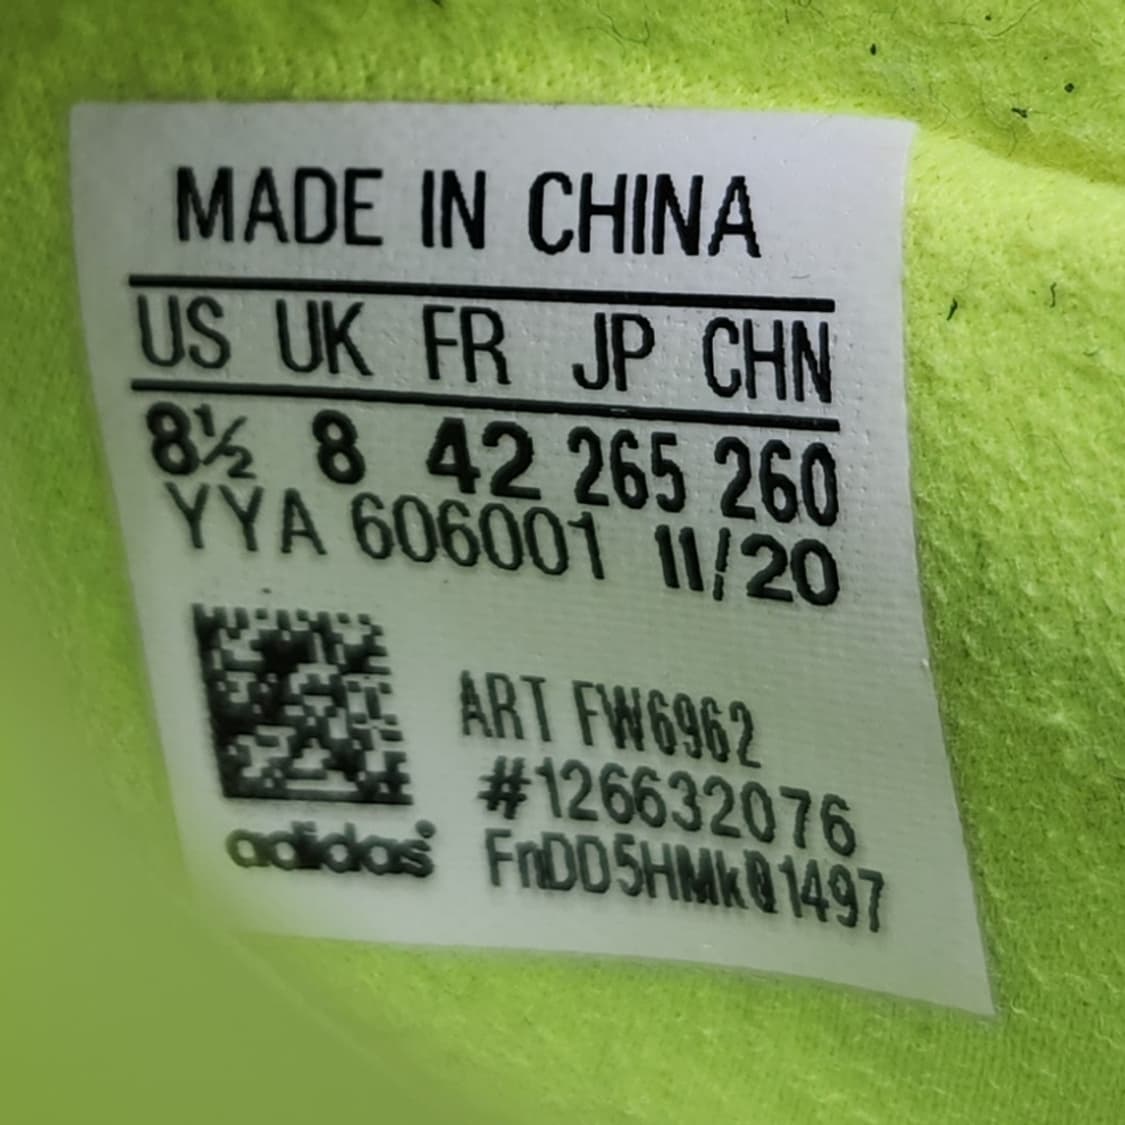 MADE IN CHINA
US UK FR JP CHN
8½ 8 42 265 260
YYA 606001 11/20
ART FW6962
#126632076
adidas FnDD5HMkQ1497